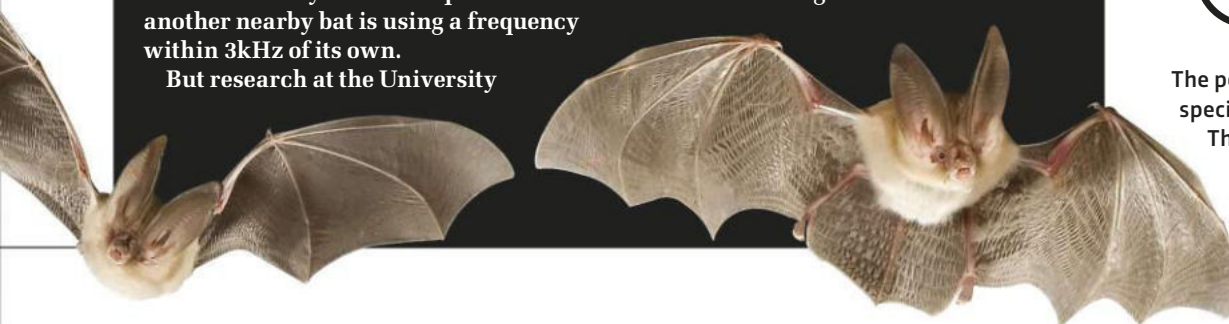 another nearby bat is using a frequency
within 3kHz of its own.
But research at the University
The
speci
Th